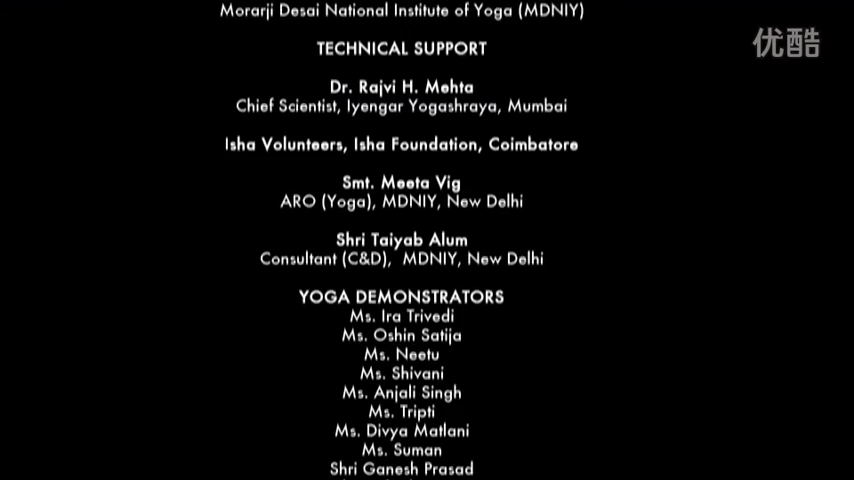 Morarji Desai National Institute of Yoga (MDNIY)
优酷
TECHNICAL SUPPORT
Dr. Rajvi H. Mehta
Chief Scientist, Iyengar Yogashraya, Mumbai
Isha Volunteers, Isha Foundation, Coimbatore
Smt. Meeta Vig
ARO (Yoga), MDNIY, New Delhi
Shri Taiyab Alum
Consultant (C&D), MDNIY, New Delhi
YOGA DEMONSTRATORS
Ms. Ira Trivedi
Ms. Oshin Satija
Ms. Neetu
Ms. Shivani
Ms. Anjali Singh
Ms. Tripti
Ms. Divya Matlani
Ms. Suman
Shri Ganesh Prasad